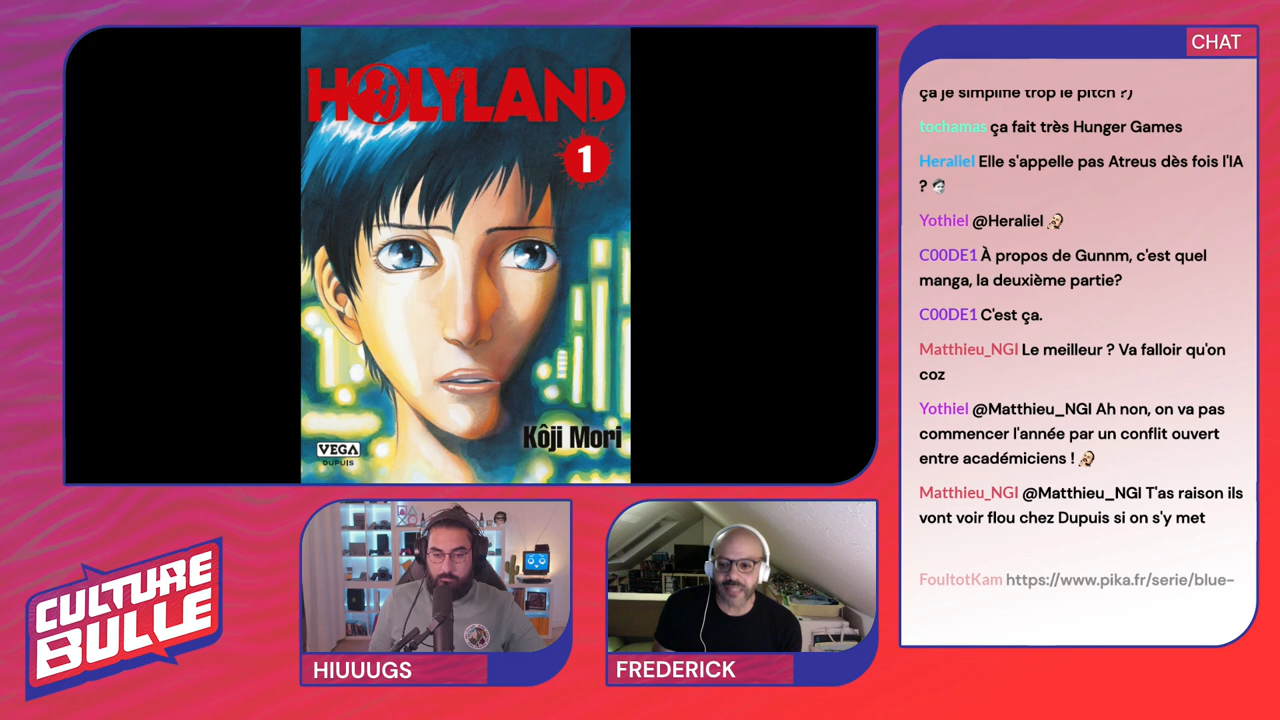 HOLYLAND
1
Kôji Mori
VEGA
DUPUIS
CULTURE
BULLE
HIUUUGS
FREDERICK
CHAT
ça je simplifie trop le pitch ?)
tochamas ça fait très Hunger Games
Heraliel Elle s'appelle pas Atreus dès fois l'IA
?
Yothiel @Heraliel
C00DE1 À propos de Gunnm, c'est quel
manga, la deuxième partie?
C00DE1 C'est ça.
Matthieu_NGI Le meilleur ? Va falloir qu'on
coz
Yothiel @Matthieu_NGI Ah non, on va pas
commencer l'année par un conflit ouvert
entre académiciens !
Matthieu_NGI @Matthieu_NGI T'as raison ils
vont voir flou chez Dupuis si on s'y met
FoultotKam https://www.pika.fr/serie/blue-